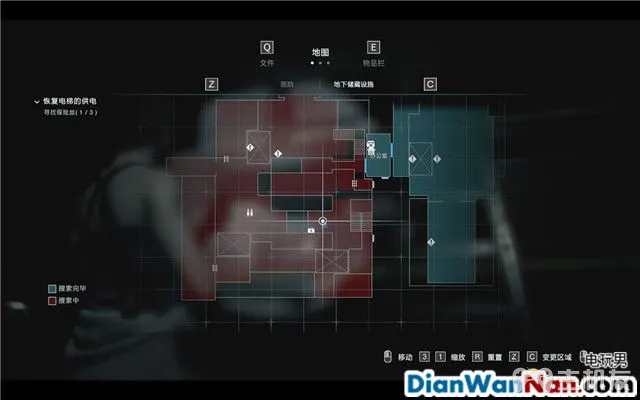 Q 地图 E
文件 物品栏
Z 医院 地下储藏设施 C
恢复电梯的供电
寻找保险丝(1/3)
办公室
搜索完毕
搜索中
移动 3 1 缩放 R 重置 Z C 变更区域
电玩男
DianWanNan.com